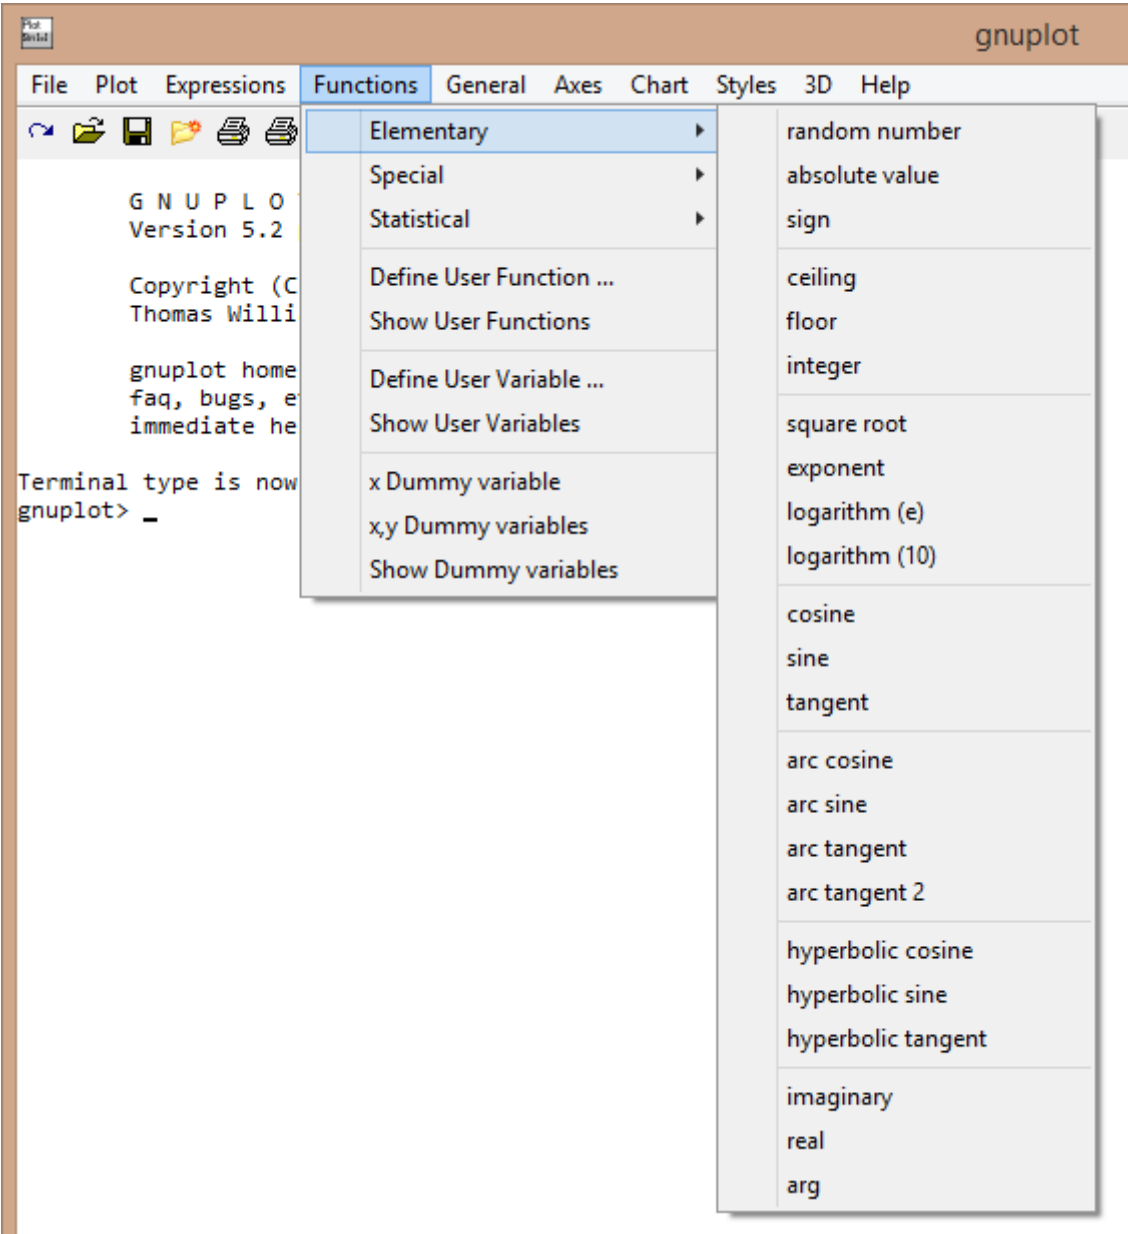 gnuplot
File Plot Expressions Functions General Axes Chart Styles 3D Help
G N U P L O
Version 5.2
Copyright (C
Thomas Willi
gnuplot home
faq, bugs,
immediate he
Terminal type is now
gnuplot> _
Elementary
Special
Statistical
Define User Function ...
Show User Functions
Define User Variable ...
Show User Variables
x Dummy variable
x,y Dummy variables
Show Dummy variables
random number
absolute value
sign
ceiling
floor
integer
square root
exponent
logarithm (e)
logarithm (10)
cosine
sine
tangent
arc cosine
arc sine
arc tangent
arc tangent 2
hyperbolic cosine
hyperbolic sine
hyperbolic tangent
imaginary
real
arg